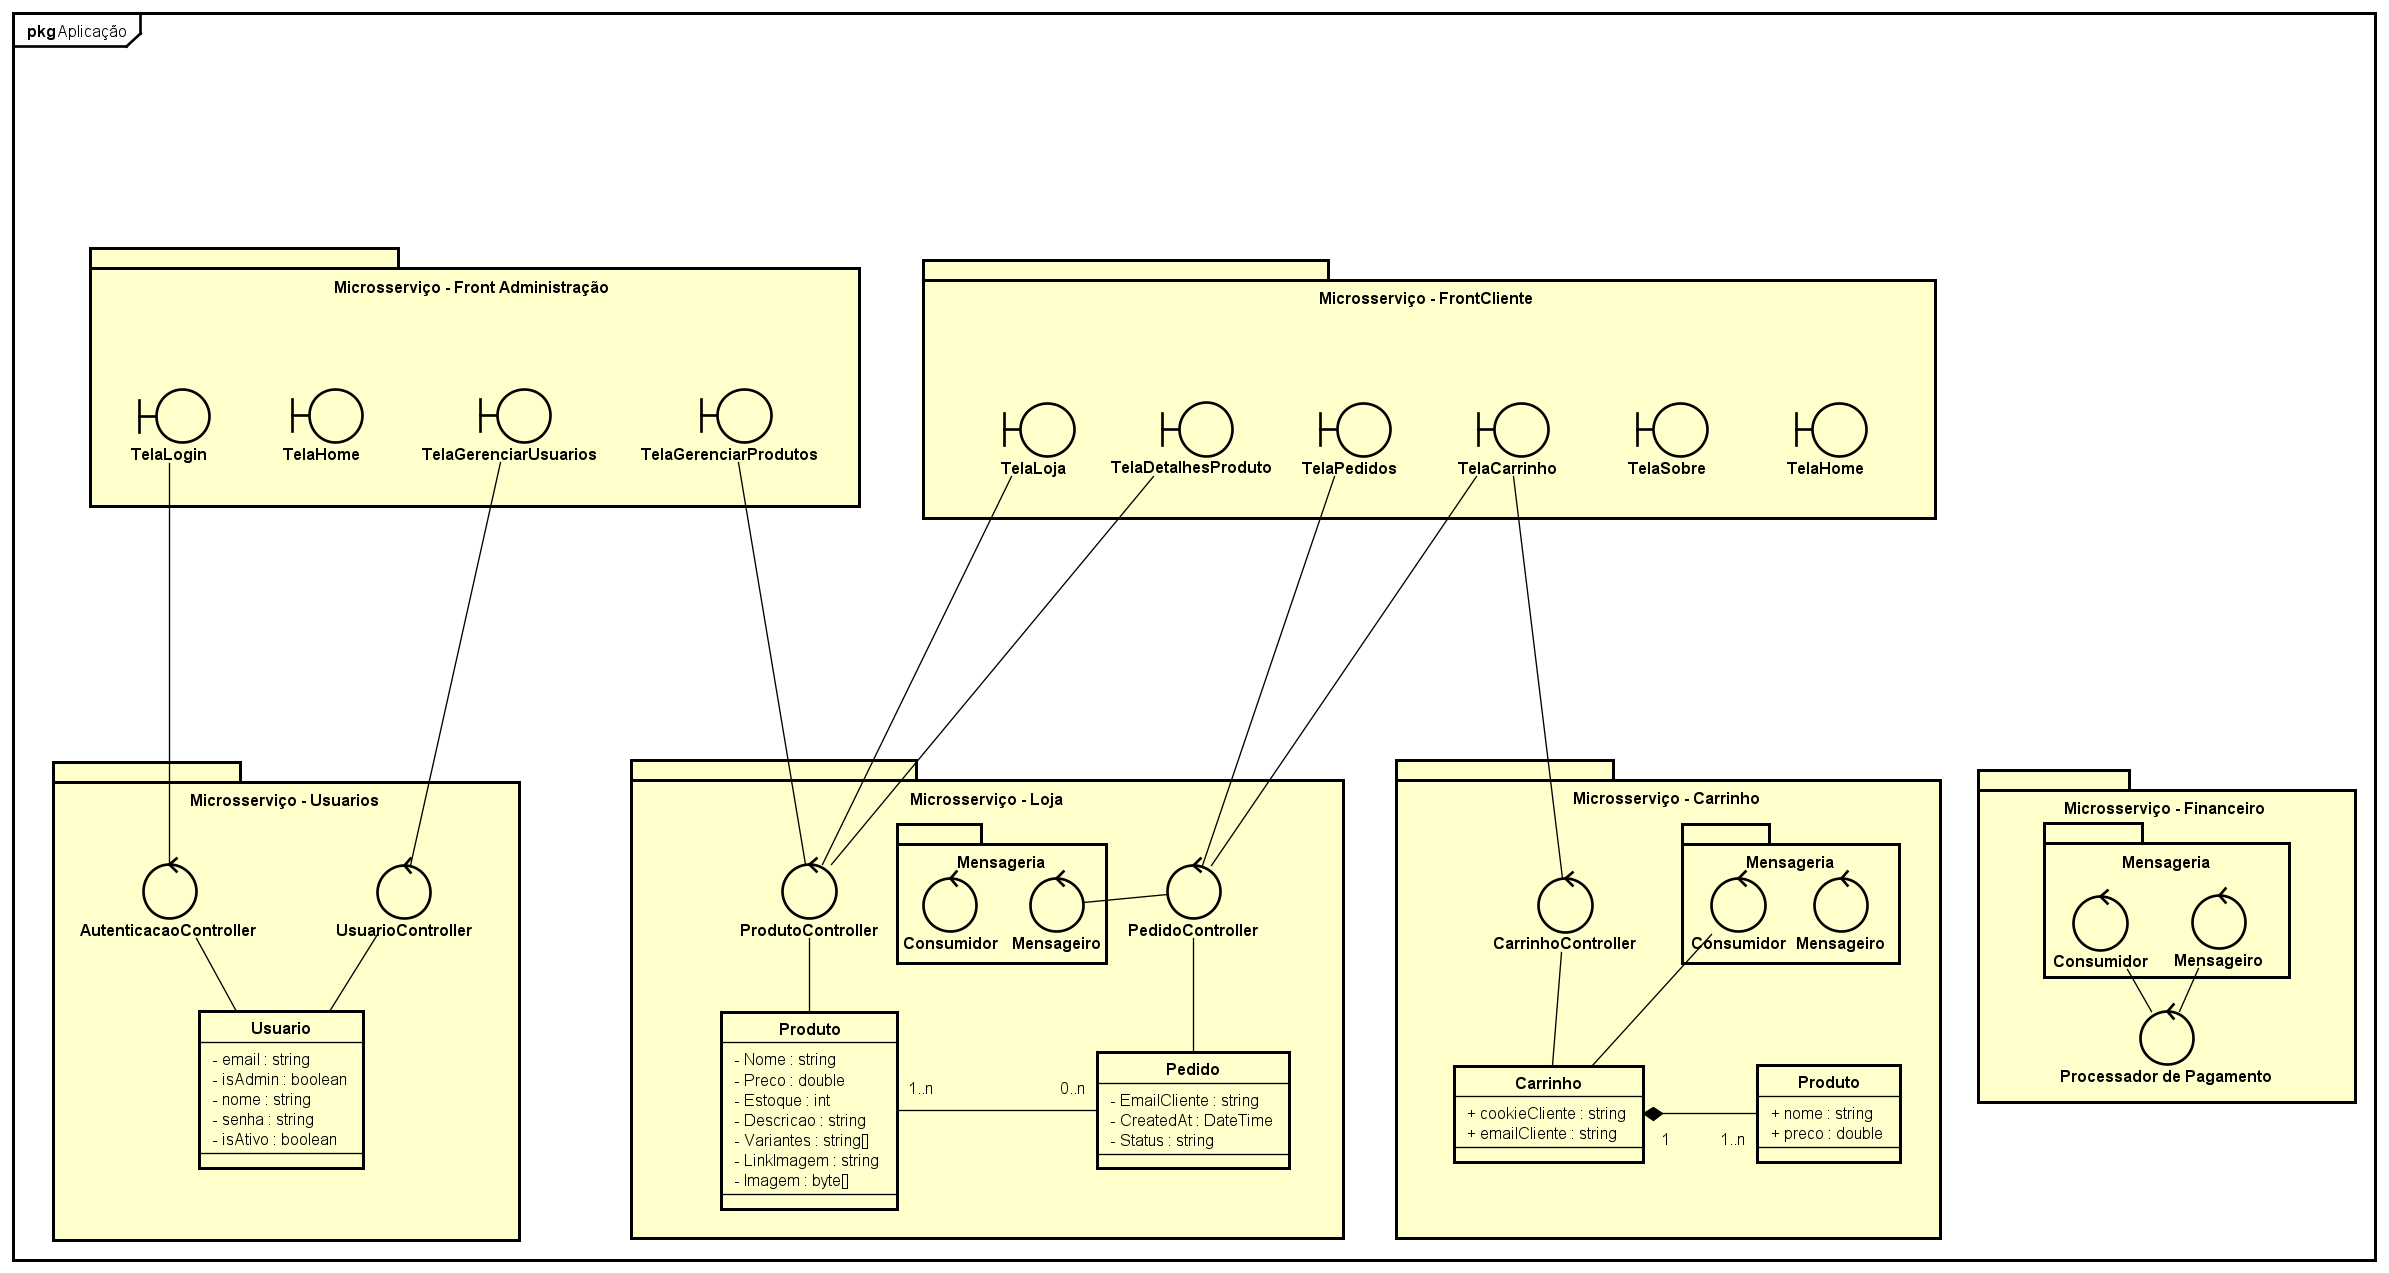 pkg Aplicação
Microsserviço - Front Administração
TelaLogin
TelaHome
TelaGerenciarUsuarios
TelaGerenciarProdutos
Microsserviço - FrontCliente
TelaLoja
TelaDetalhesProduto
TelaPedidos
TelaCarrinho
TelaSobre
TelaHome
Microsserviço - Usuarios
AutenticacaoController
UsuarioController
Usuario
- email : string
- isAdmin : boolean
- nome : string
- senha : string
- isAtivo : boolean
Microsserviço - Loja
Mensageria
ProdutoController
Consumidor
Mensageiro
PedidoController
Produto
- Nome : string
- Preco : double
- Estoque : int
- Descricao : string
- Variantes : string[]
- LinkImagem : string
- Imagem : byte[]
1..n
0..n
Pedido
- EmailCliente : string
- CreatedAt : DateTime
- Status : string
Microsserviço - Carrinho
Mensageria
CarrinhoController
Consumidor
Mensageiro
Carrinho
+ cookieCliente : string
+ emailCliente : string
1
1..n
Produto
+ nome : string
+ preco : double
Microsserviço - Financeiro
Mensageria
Consumidor
Mensageiro
Processador de Pagamento